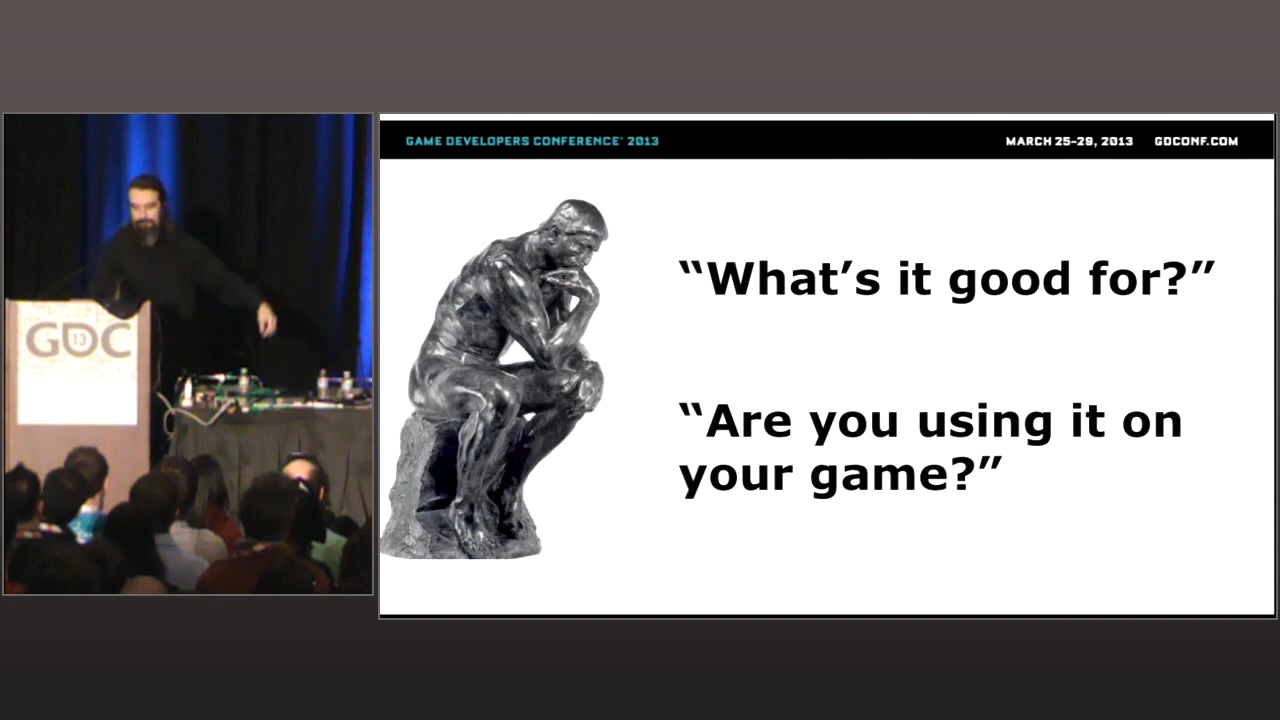 GAME DEVELOPERS CONFERENCE® 2013
MARCH 25-29, 2013 GDCONF.COM
GDC
13
“What’s it good for?”
“Are you using it on
your game?”